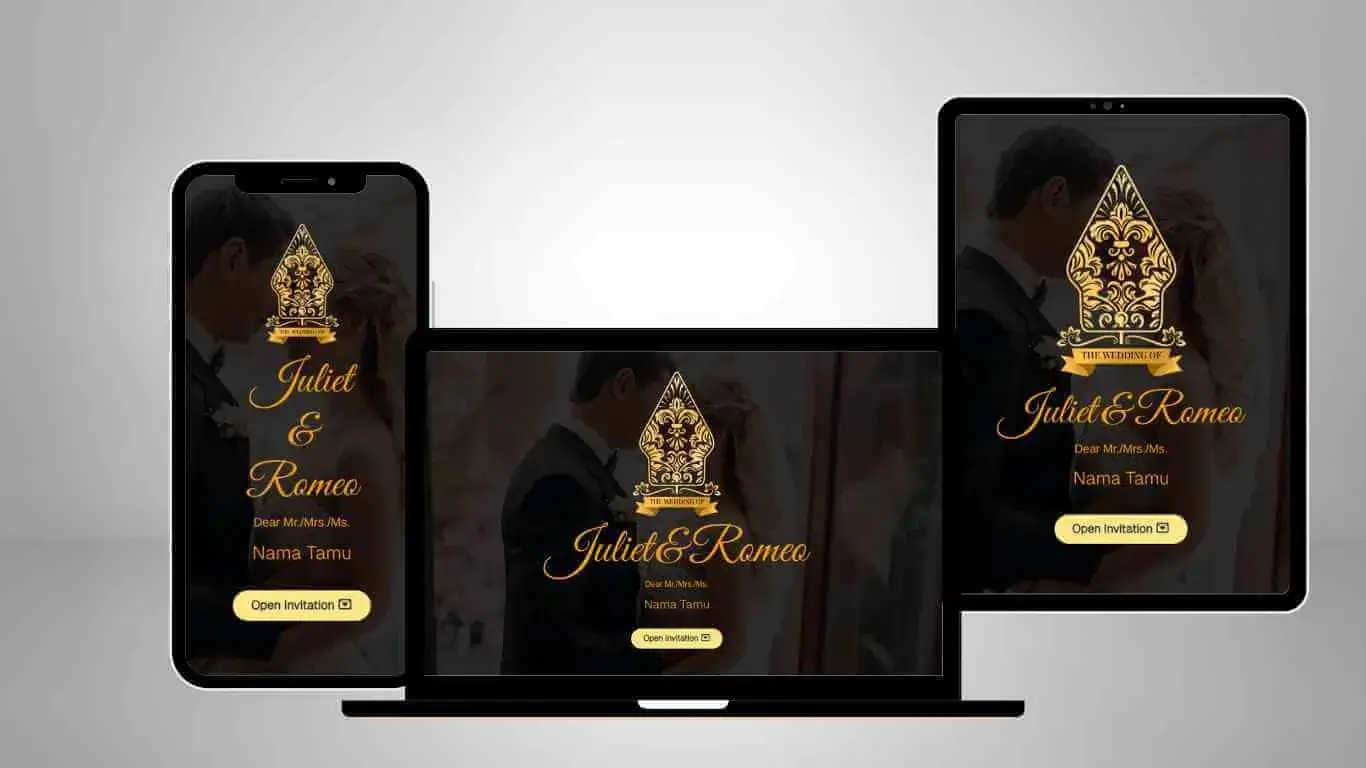 THE WEDDING OF
Juliet
&
Romeo
Dear Mr./Mrs./Ms.
Nama Tamu
Open Invitation
THE WEDDING OF
Juliet & Romeo
Dear Mr./Mrs./Ms.
Nama Tamu
Open Invitation
THE WEDDING OF
Juliet & Romeo
Dear Mr./Mrs./Ms.
Nama Tamu
Open Invitation